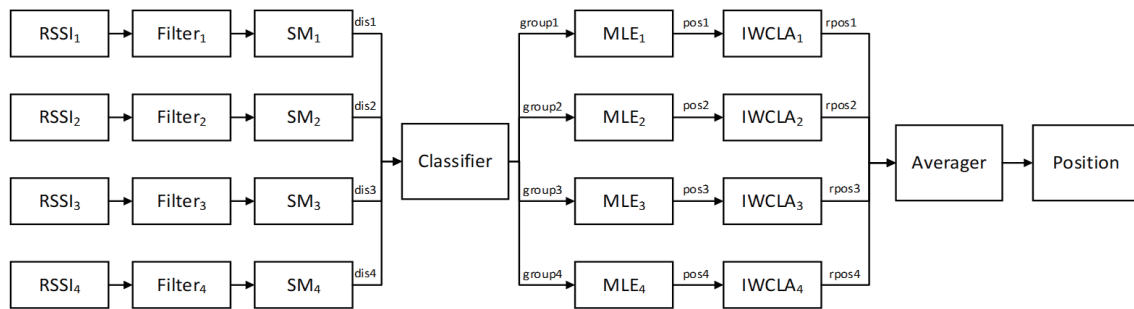 RSSI₁ Filter₁ SM₁ dis1 group1 MLE₁ pos1 IWCLA₁ rpos1
RSSI₂ Filter₂ SM₂ dis2 group2 MLE₂ pos2 IWCLA₂ rpos2
Classifier Averager Position
RSSI₃ Filter₃ SM₃ dis3 group3 MLE₃ pos3 IWCLA₃ rpos3
RSSI₄ Filter₄ SM₄ dis4 group4 MLE₄ pos4 IWCLA₄ rpos4